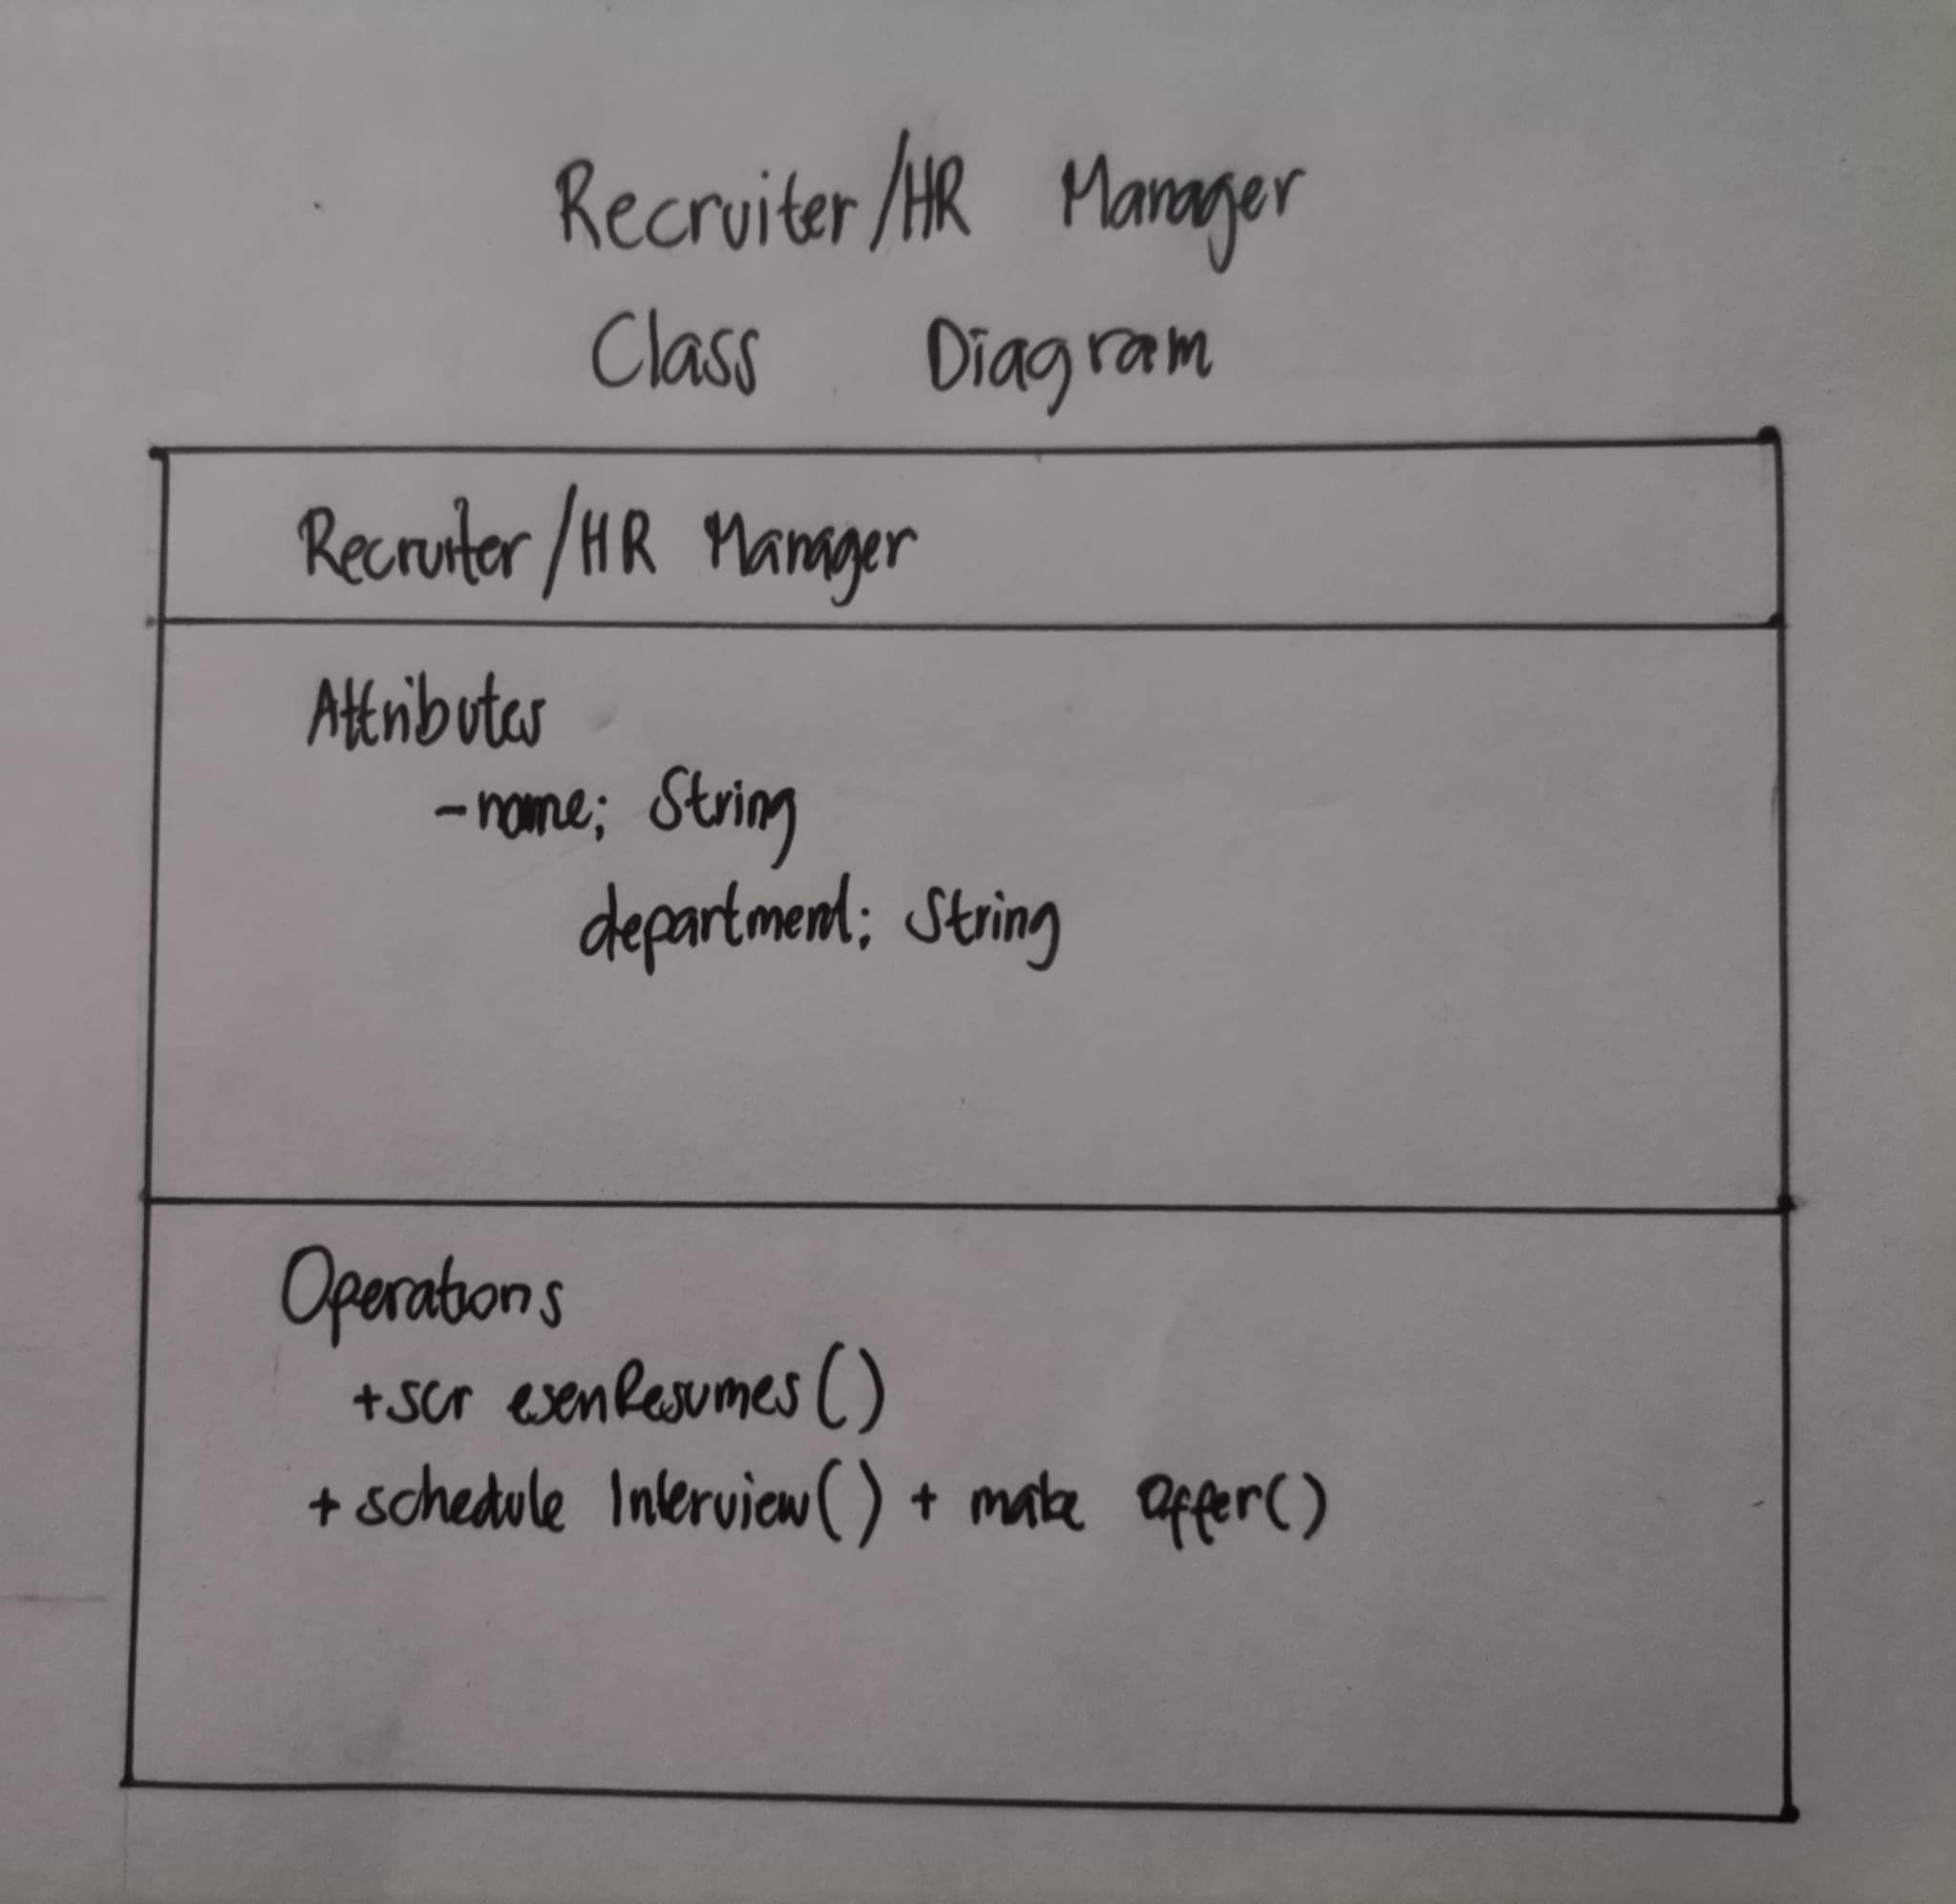 Recruiter/HR Manager
Class Diagram
Recruiter/HR Manager
Attributes
-name; String
department; String
Operations
+scr esenResumes()
+schedule Interview() + make Offer()